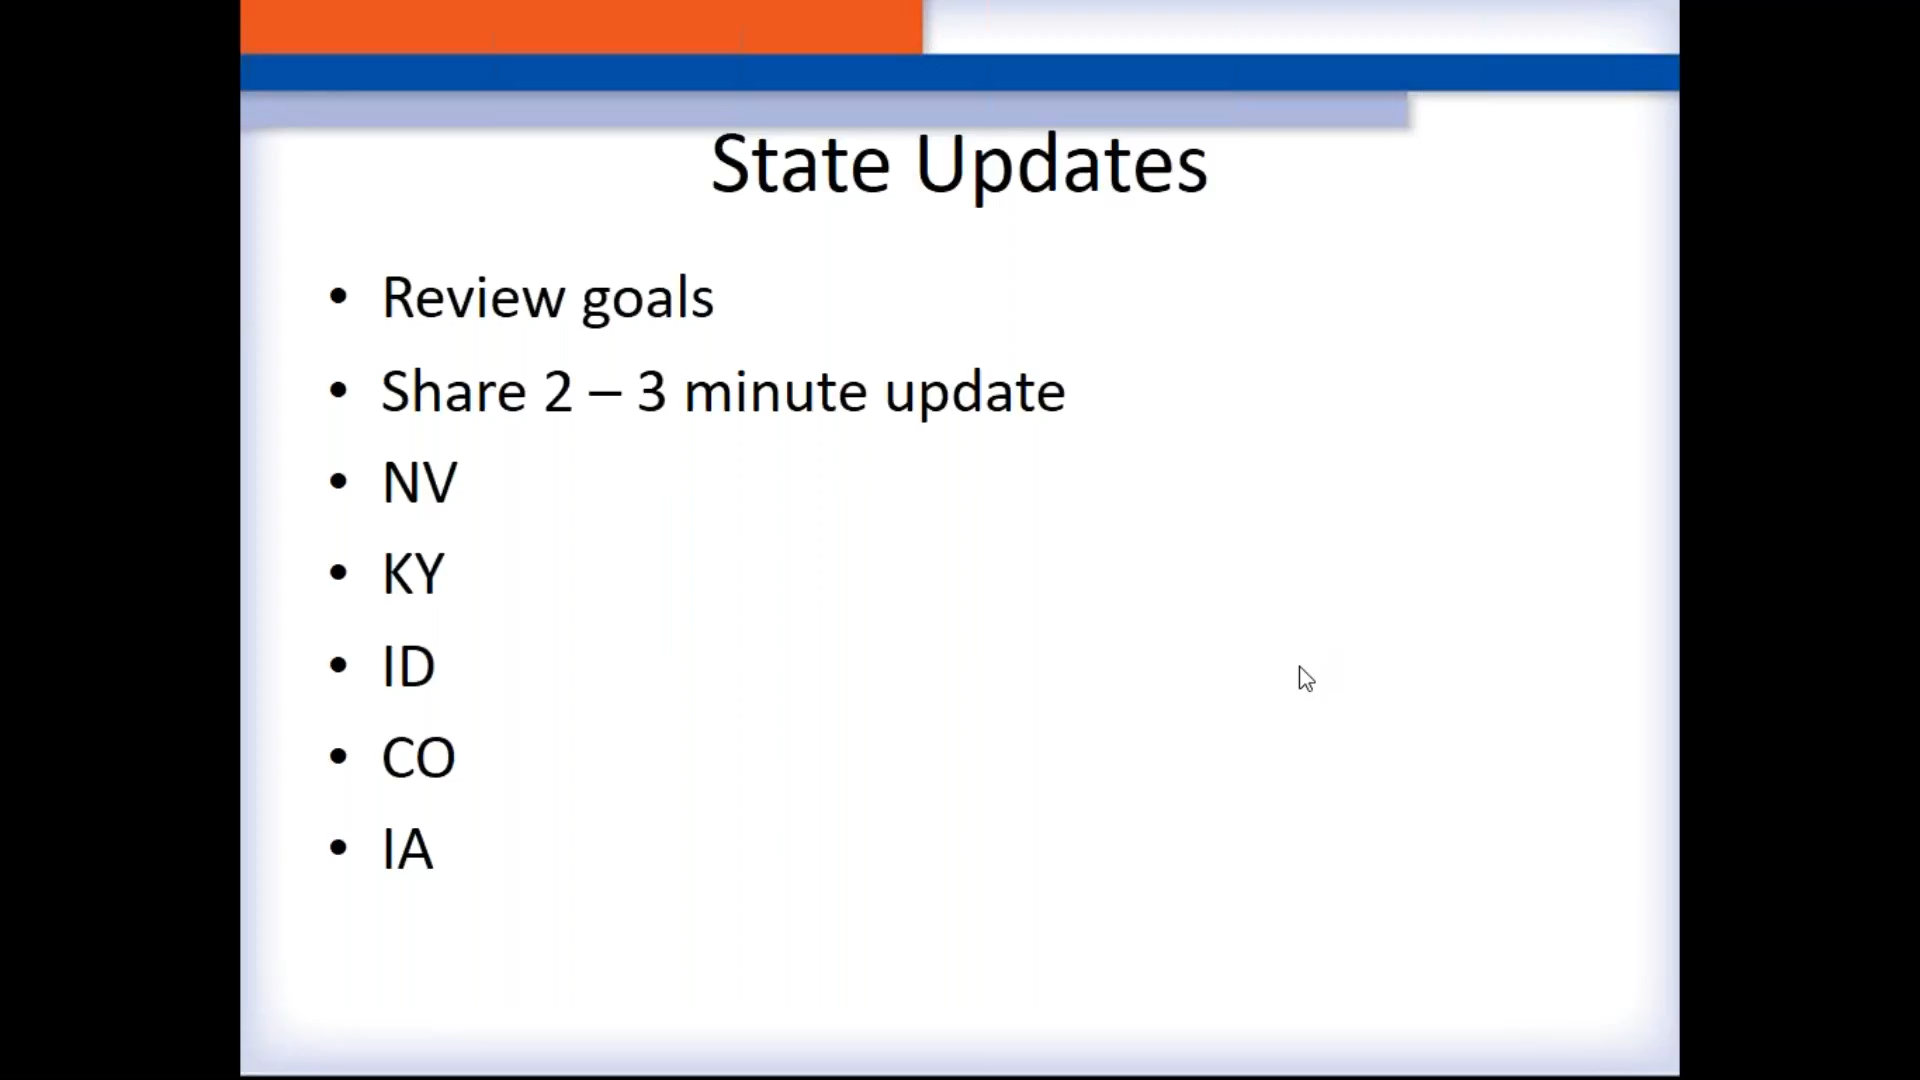 State Updates
• Review goals
• Share 2 – 3 minute update
• NV
• KY
• ID
• CO
• IA